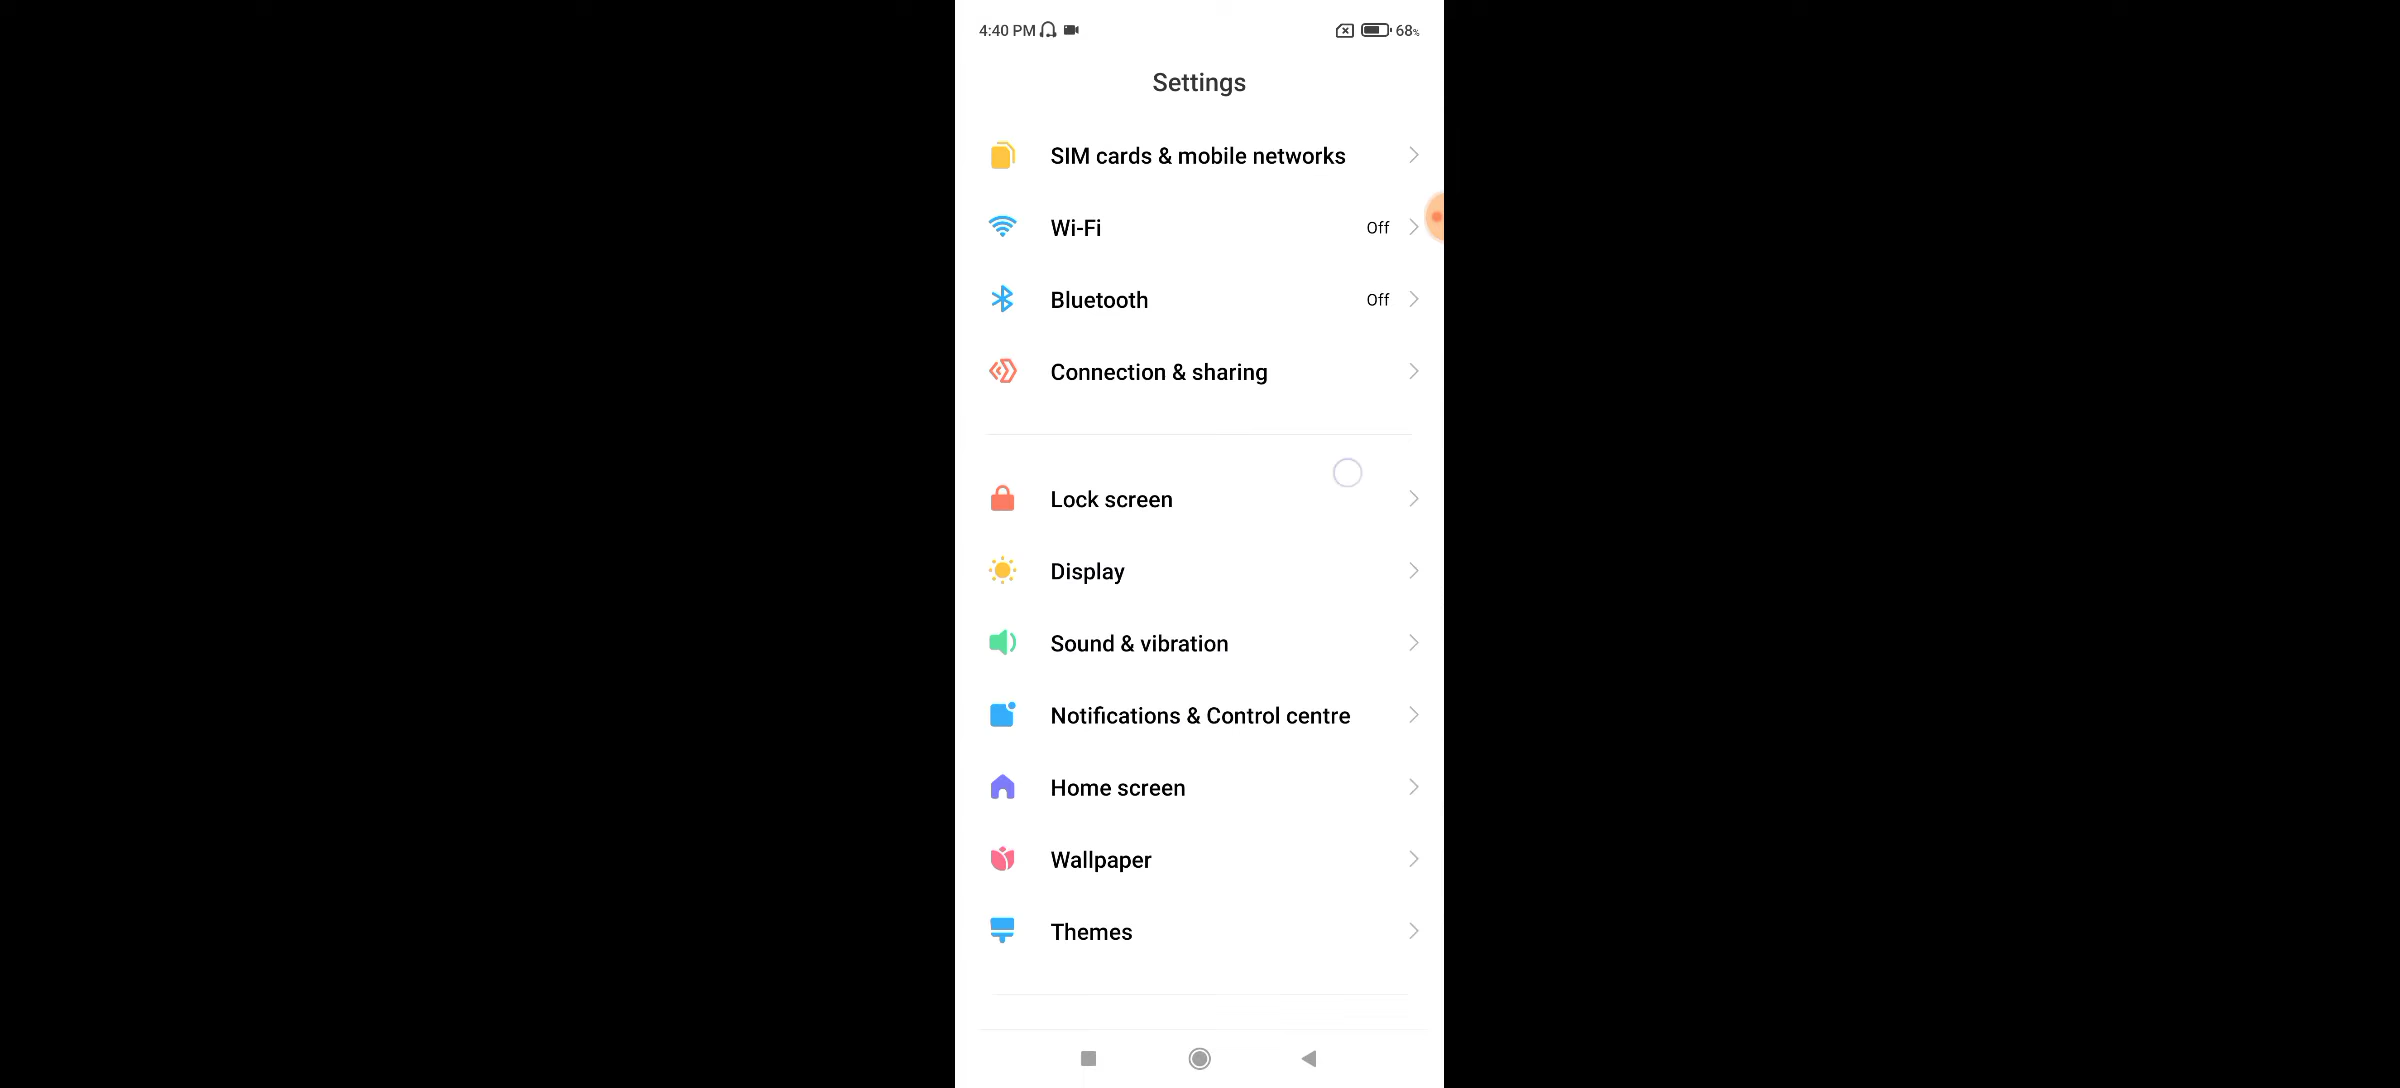 4:40 PM 68%
Settings
SIM cards & mobile networks
Wi-Fi Off
Bluetooth Off
Connection & sharing
Lock screen
Display
Sound & vibration
Notifications & Control centre
Home screen
Wallpaper
Themes